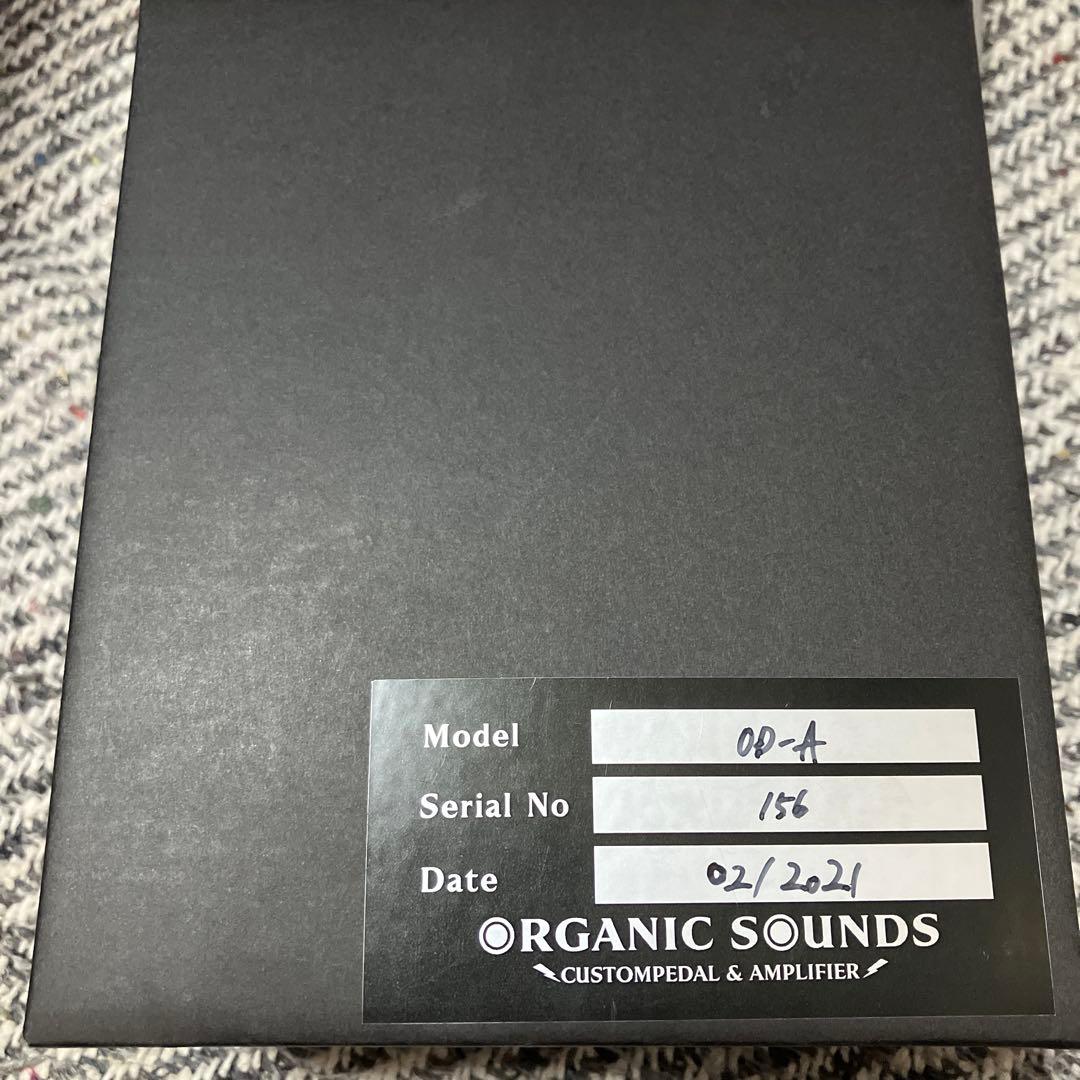 Model OD-A
Serial No 156
Date 02/2021
ORGANIC SOUNDS
CUSTOMPEDAL & AMPLIFIER